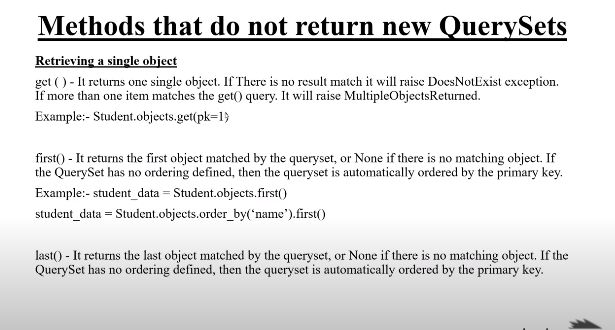 Methods that do not return new QuerySets
Retrieving a single object
get ( ) - It returns one single object. If There is no result match it will raise DoesNotExist exception.
If more than one item matches the get() query. It will raise MultipleObjectsReturned.
Example:- Student.objects.get(pk=1)
first() - It returns the first object matched by the queryset, or None if there is no matching object. If
the QuerySet has no ordering defined, then the queryset is automatically ordered by the primary key.
Example:- student_data = Student.objects.first()
student_data = Student.objects.order_by(‘name’).first()
last() - It returns the last object matched by the queryset, or None if there is no matching object. If the
QuerySet has no ordering defined, then the queryset is automatically ordered by the primary key.